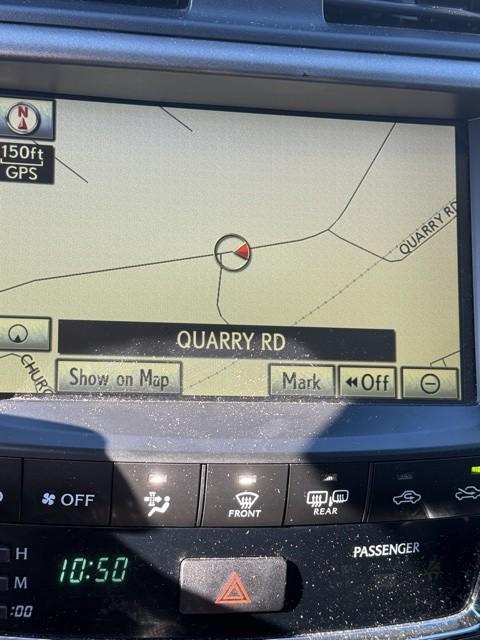 N
150ft
GPS
QUARRY RD
QUARRY RD
CHURC
Show on Map
Mark
Off
OFF
FRONT
REAR
PASSENGER
H
10:50
M
:00